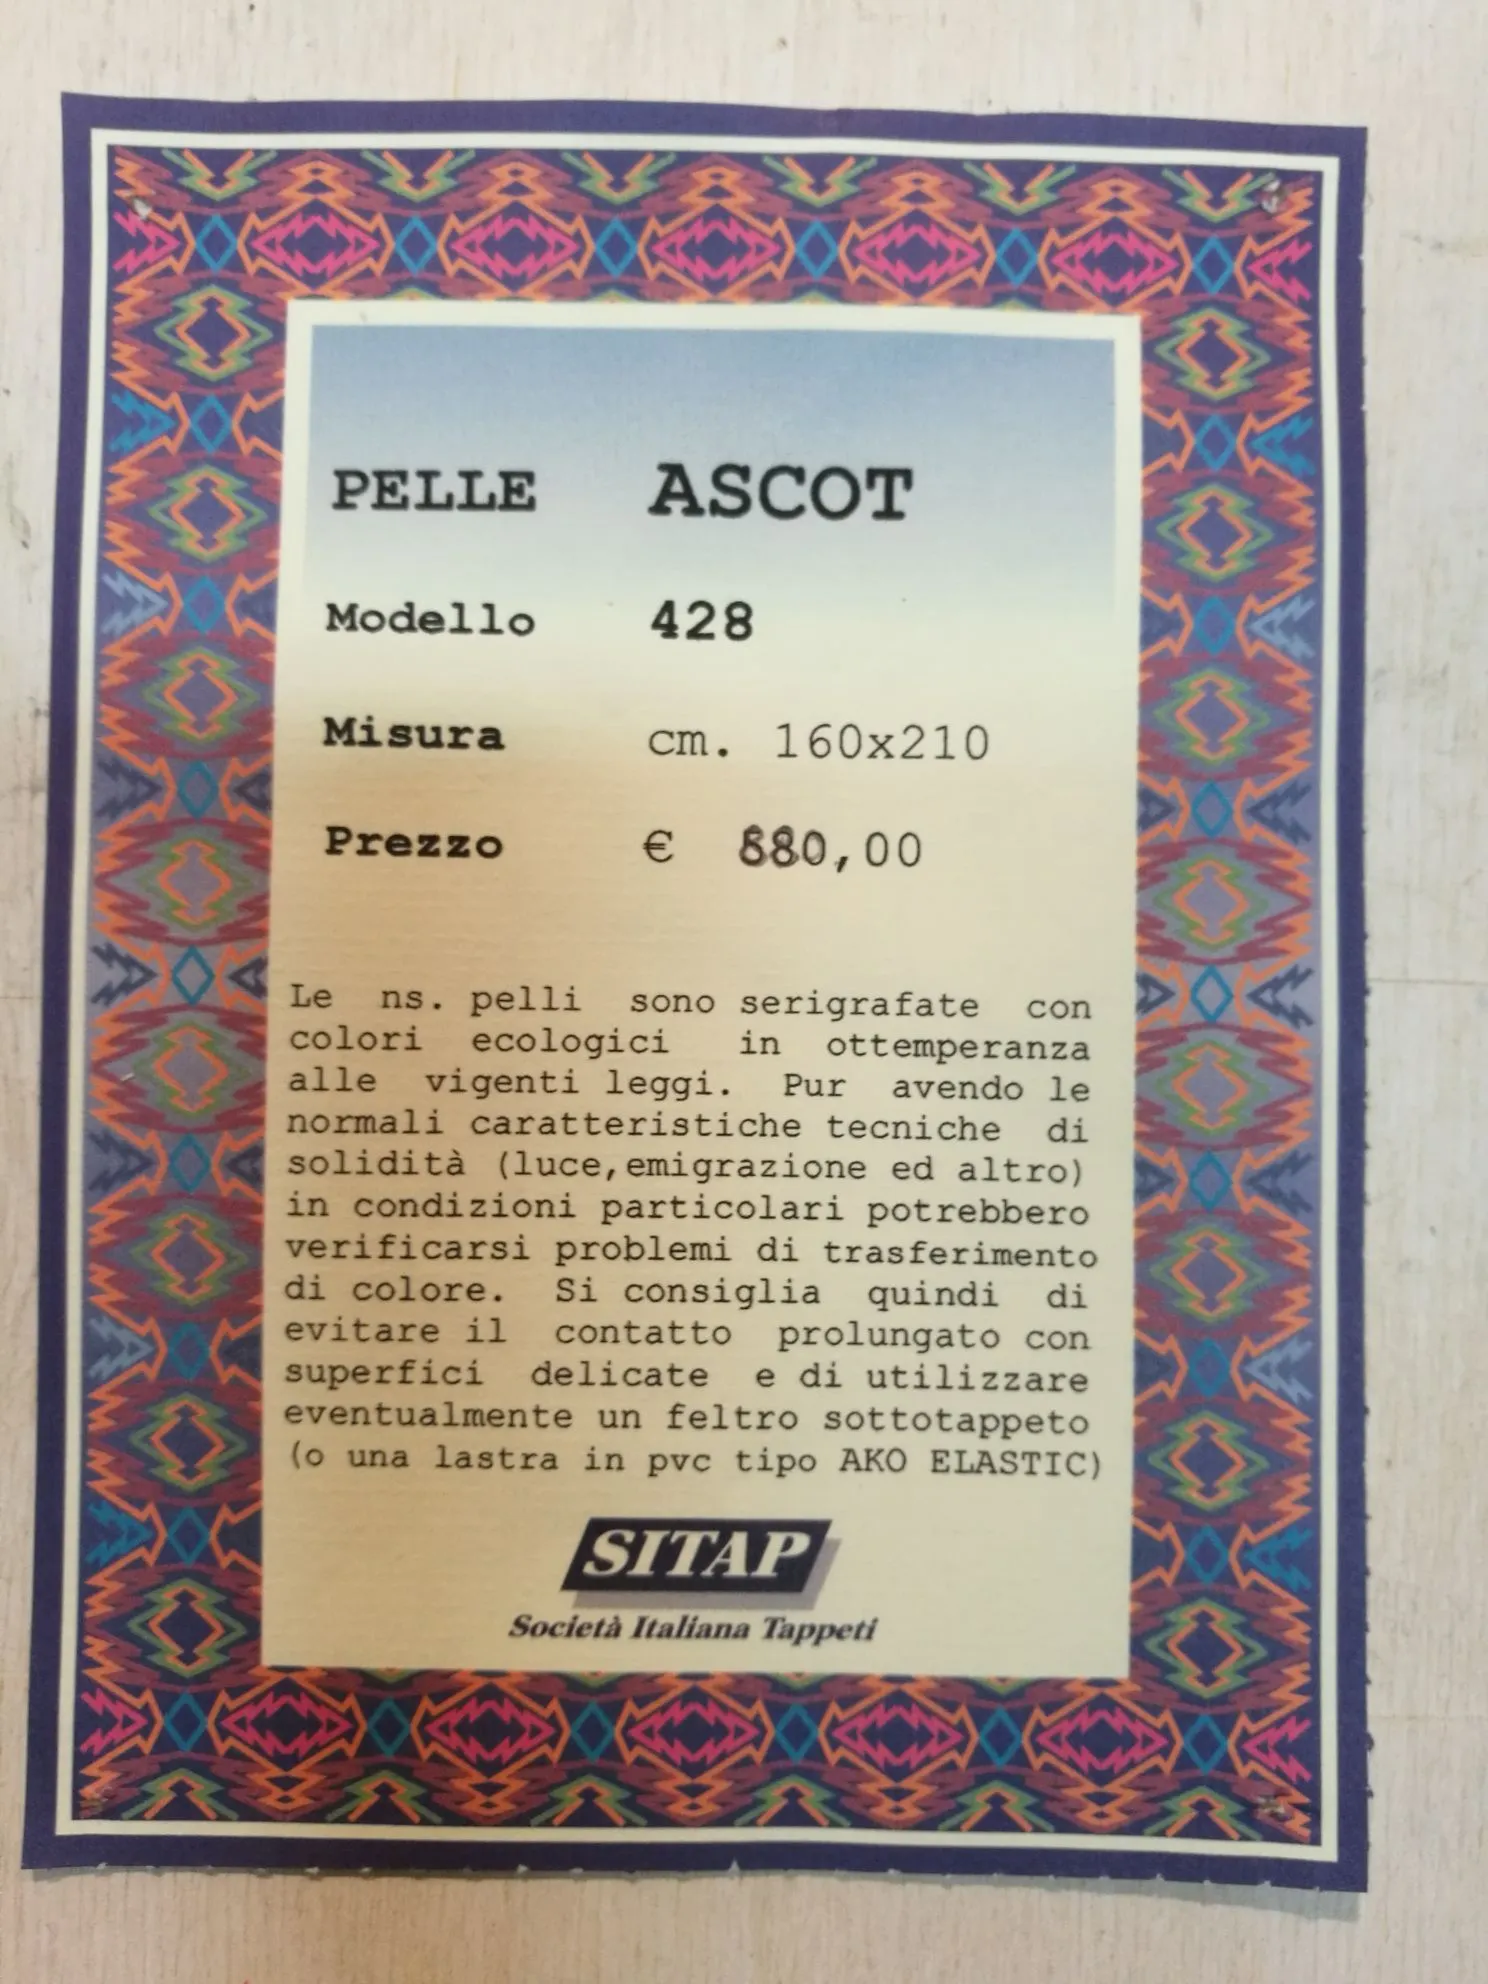 PELLE ASCOT
Modello 428
Misura cm. 160x210
Prezzo € 880,00
Le ns. pelli sono serigrafate con
colori ecologici in ottemperanza
alle vigenti leggi. Pur avendo le
normali caratteristiche tecniche di
solidità (luce,emigrazione ed altro)
in condizioni particolari potrebbero
verificarsi problemi di trasferimento
di colore. Si consiglia quindi di
evitare il contatto prolungato con
superfici delicate e di utilizzare
eventualmente un feltro sottotappeto
(o una lastra in pvc tipo AKO ELASTIC)
SITAP
Società Italiana Tappeti